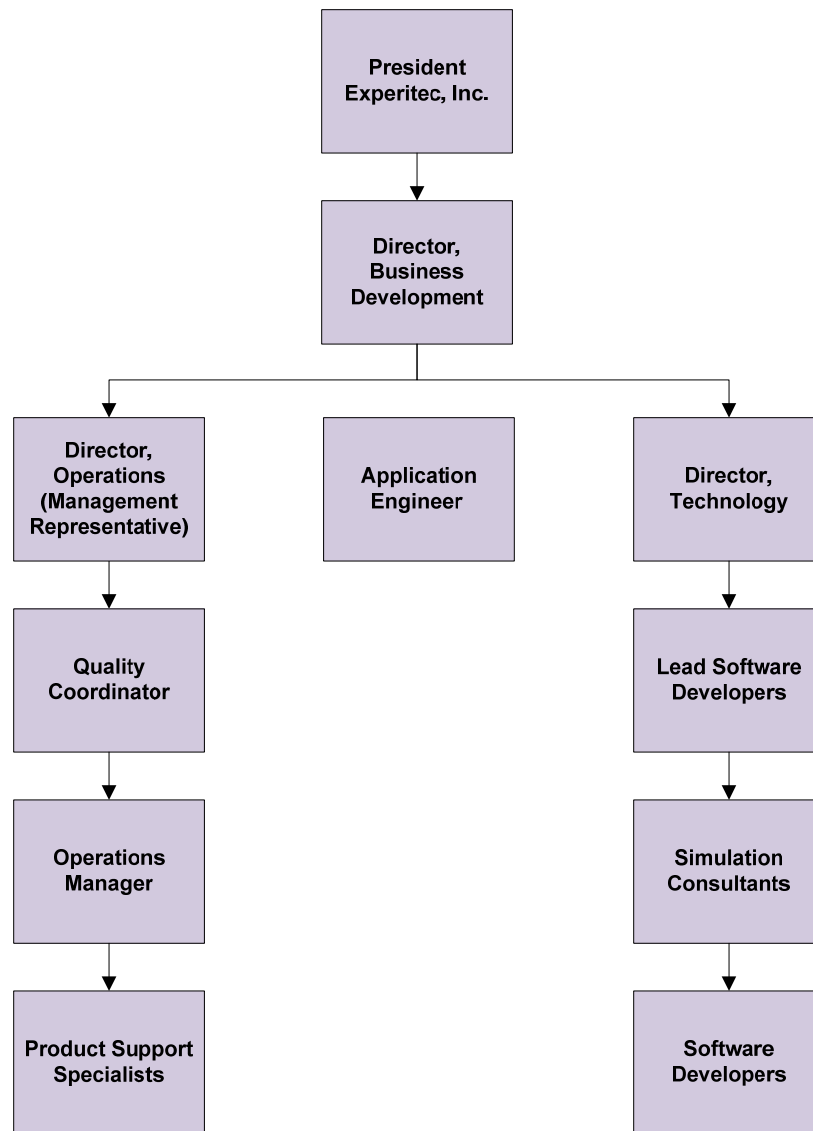 President
Experitec, Inc.
Director,
Business
Development
Director,
Operations
(Management
Representative)
Application
Engineer
Director,
Technology
Quality
Coordinator
Lead Software
Developers
Operations
Manager
Simulation
Consultants
Product Support
Specialists
Software
Developers